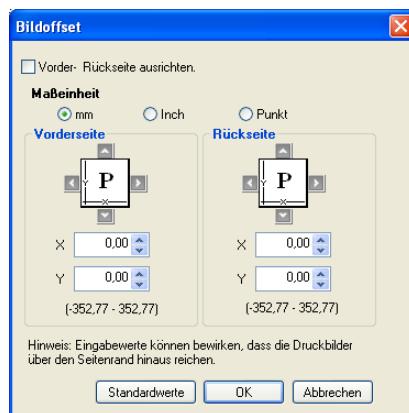 Bildoffset
Vorder- Rückseite ausrichten.
Maßeinheit
mm Inch Punkt
Vorderseite Rückseite
Y P Y P
X X
X 0,00 X 0,00
Y 0,00 Y 0,00
(-352,77 - 352,77) (-352,77 - 352,77)
Hinweis: Eingabewerte können bewirken, dass die Druckbilder
über den Seitenrand hinaus reichen.
Standardwerte OK Abbrechen